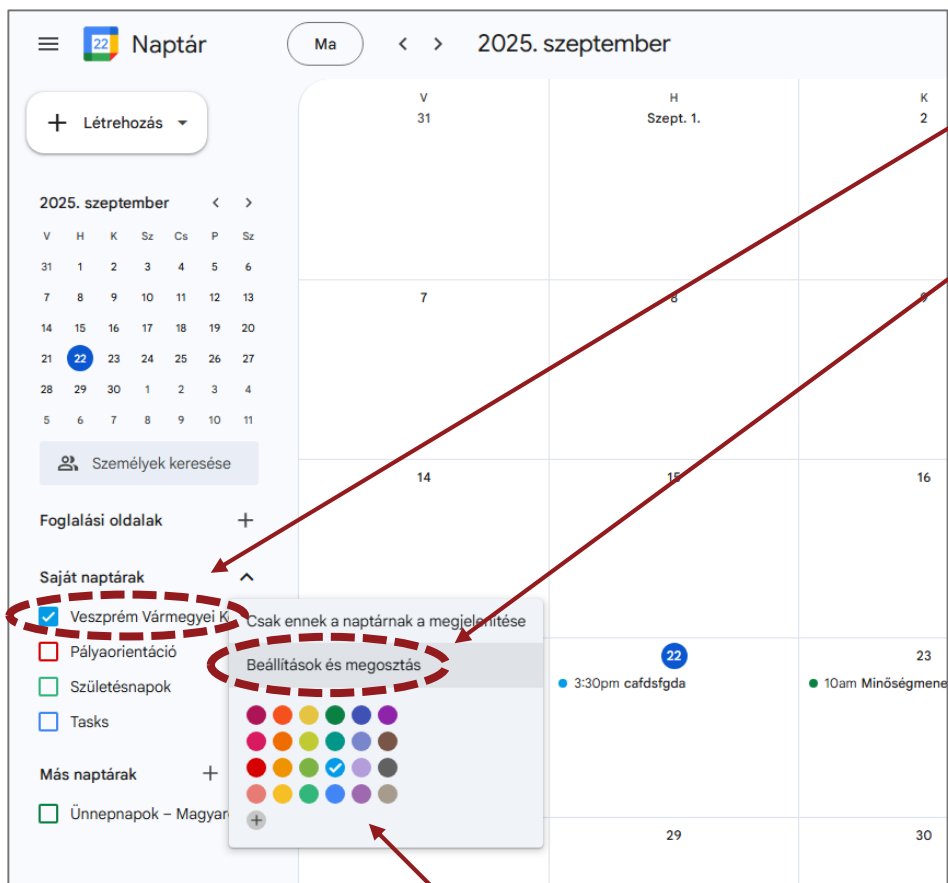 22 Naptár
Ma
2025. szeptember
Létrehozás
2025. szeptember
V H K Sz Cs P Sz
31 1 2 3 4 5 6
7 8 9 10 11 12 13
14 15 16 17 18 19 20
21 22 23 24 25 26 27
28 29 30 1 2 3 4
5 6 7 8 9 10 11
Személyek keresése
Foglalási oldalak
Saját naptárak
Veszprém Vármegyei K
Pályaorientáció
Születésnapok
Tasks
Más naptárak
Ünnepnapok – Magyar
Csak ennek a naptárnak a megjelenítése
Beállítások és megosztás
V H K
31 Szept. 1. 2
7 8 9
14 15 16
22 23
3:30pm cafdsfgda 10am Minőségmene
29 30